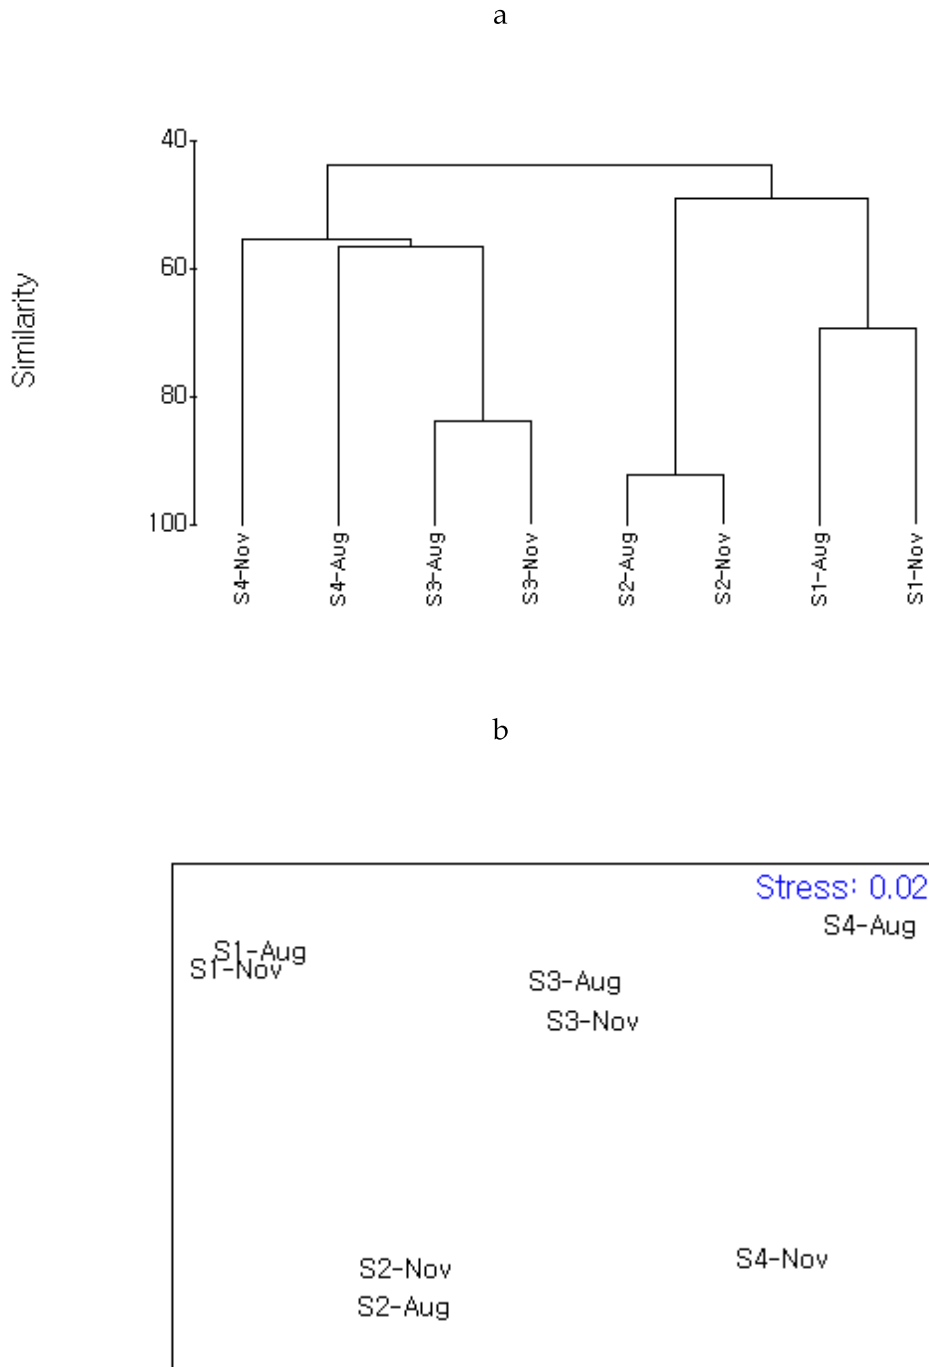 a
40
60
80
100
Similarity
S4-Nov
S4-Aug
S3-Aug
S3-Nov
S2-Aug
S2-Nov
S1-Aug
S1-Nov
b
Stress: 0.02
S4-Aug
S1-Aug
S1-Nov
S3-Aug
S3-Nov
S4-Nov
S2-Nov
S2-Aug